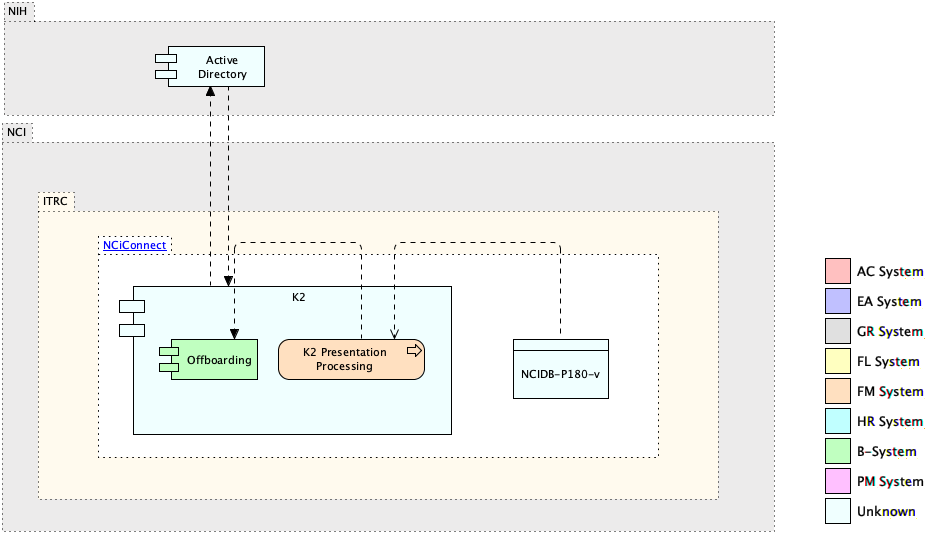 NIH
Active
Directory
NCI
ITRC
NCiConnect
K2
Offboarding
K2 Presentation
Processing
NCIDB-P180-v
AC System
EA System
GR System
FL System
FM System
HR System
B-System
PM System
Unknown